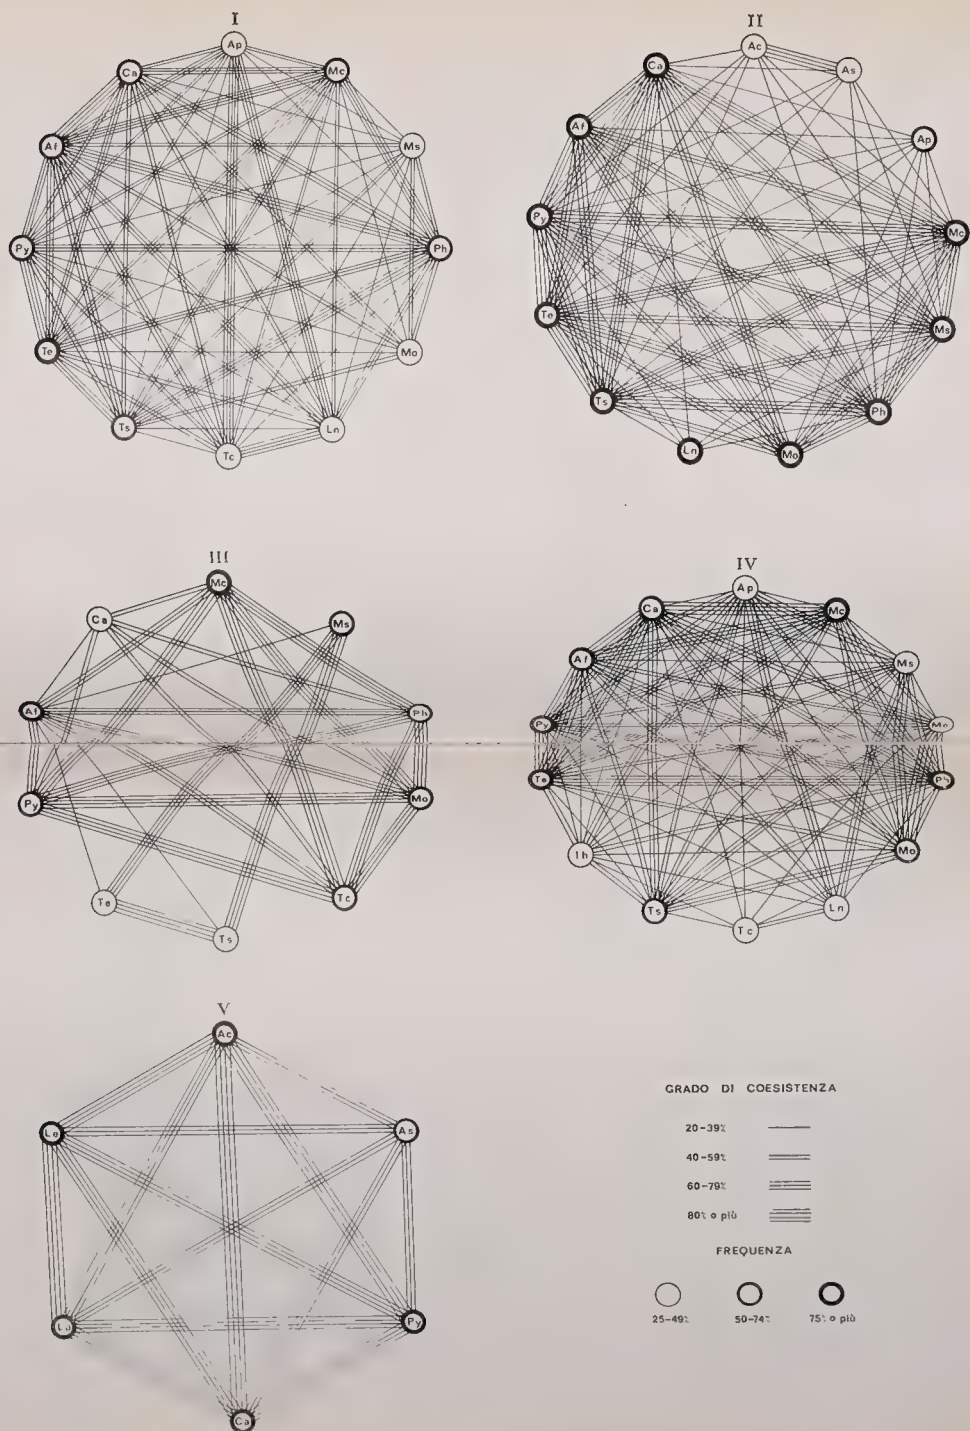 I
Ap
Ca
Mc
Af
Ms
Py
Ph
Te
Mo
Ts
Ln
Tc
II
Ac
Ca
As
Af
Ap
Py
Mc
Te
Ms
Ts
Ph
Ln
Mo
III
Mc
Ca
Ms
Af
Ph
Py
Mo
Te
Tc
Ts
IV
Ap
Ca
Mc
Af
Ms
Py
Te
Ph
Mo
Ts
Ln
Tc
V
Ac
Le
As
Py
Ca
GRADO DI COESISTENZA
20-39%
40-59%
60-79%
80% o più
FREQUENZA
25-49% 50-74% 75% o più